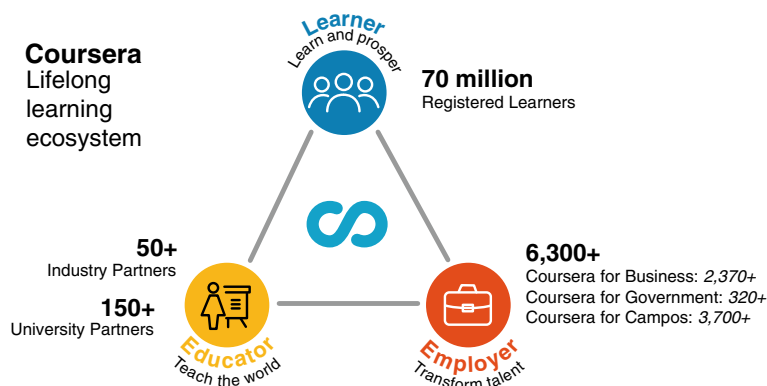 Coursera
Lifelong
learning
ecosystem
Learner
Learn and prosper
70 million
Registered Learners
50+
Industry Partners
150+
University Partners
Educator
Teach the world
6,300+
Coursera for Business: 2,370+
Coursera for Government: 320+
Coursera for Campos: 3,700+
Employer
Transform talent